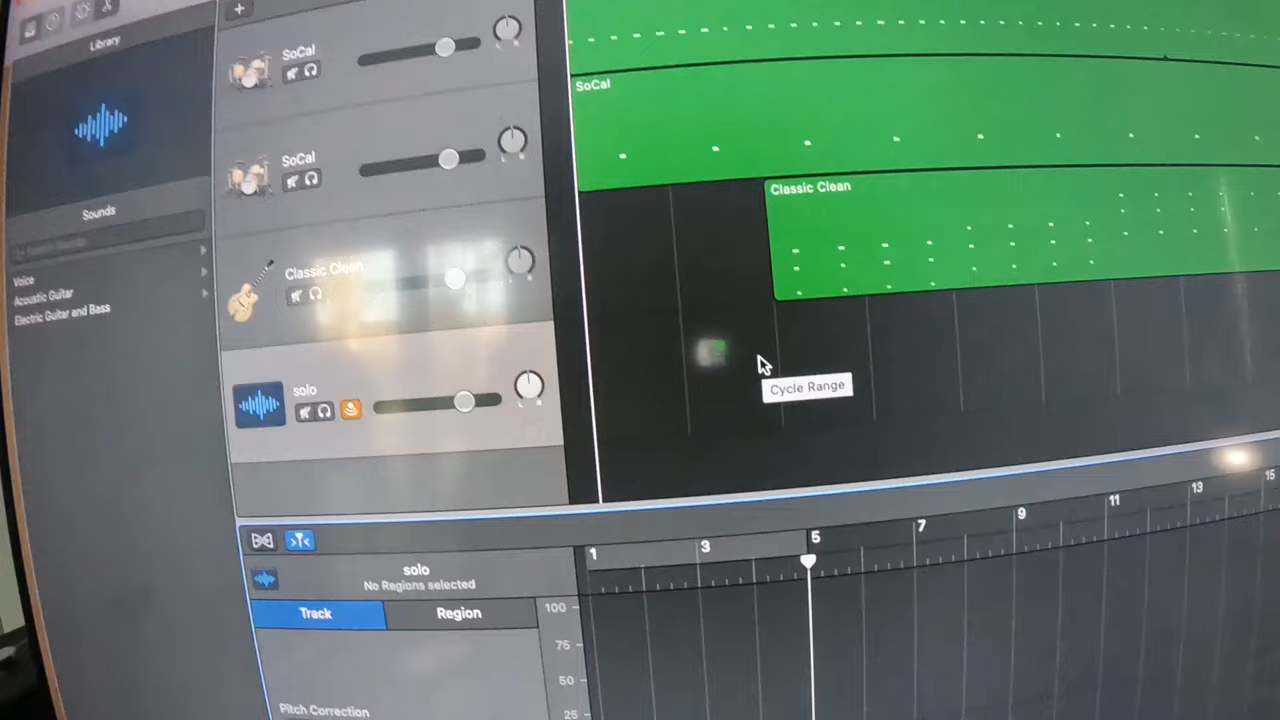 Library
Sounds
Voice
Acoustic Guitar
Electric Guitar and Bass
SoCal
SoCal
Classic Clean
solo
SoCal
Classic Clean
Cycle Range
1 3 5 7 9 11 13 15
solo
No Regions selected
Track Region
100
75
50
25
Pitch Correction